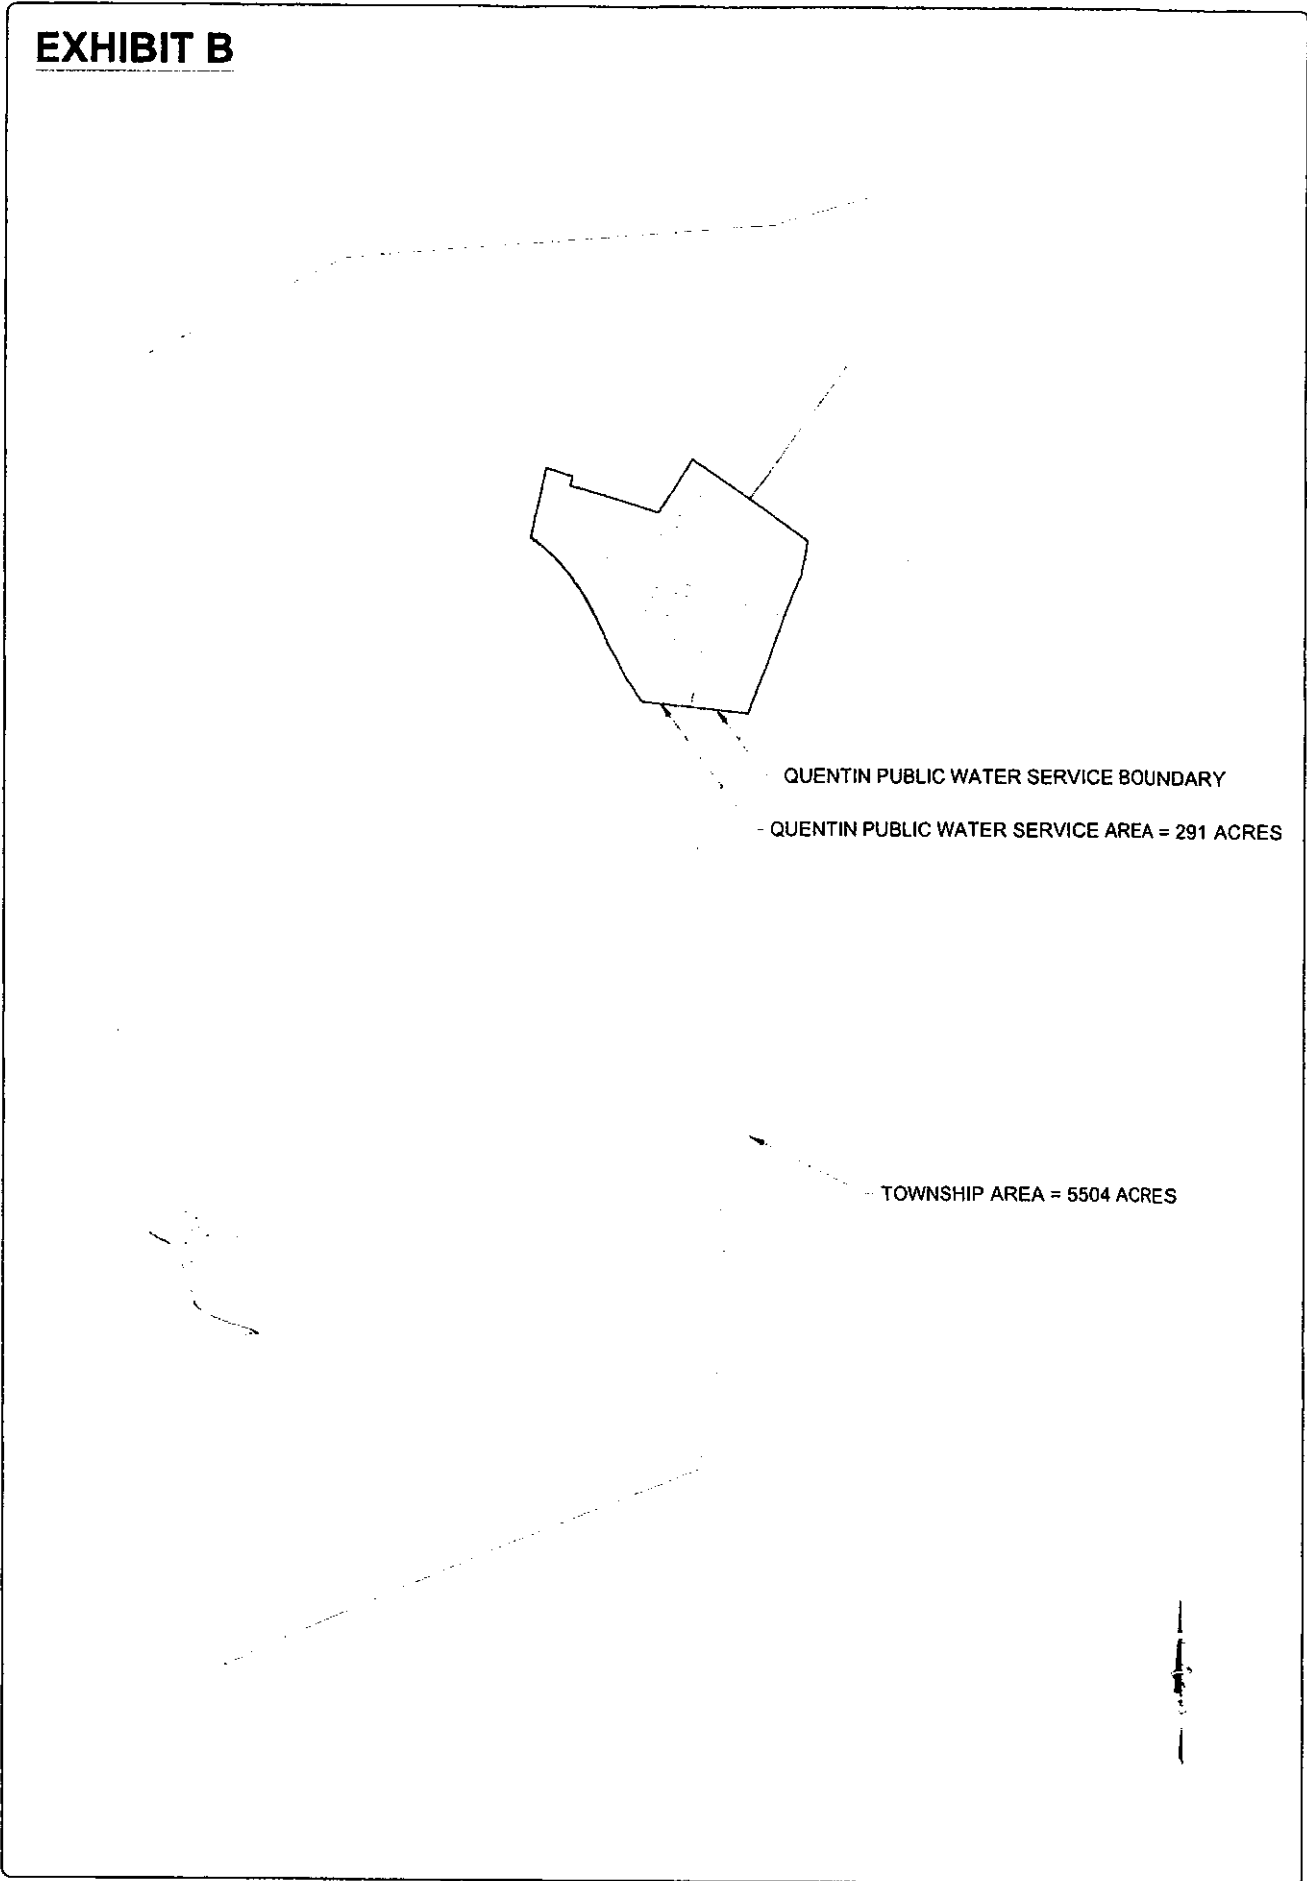 EXHIBIT B
QUENTIN PUBLIC WATER SERVICE BOUNDARY
QUENTIN PUBLIC WATER SERVICE AREA = 291 ACRES
TOWNSHIP AREA = 5504 ACRES